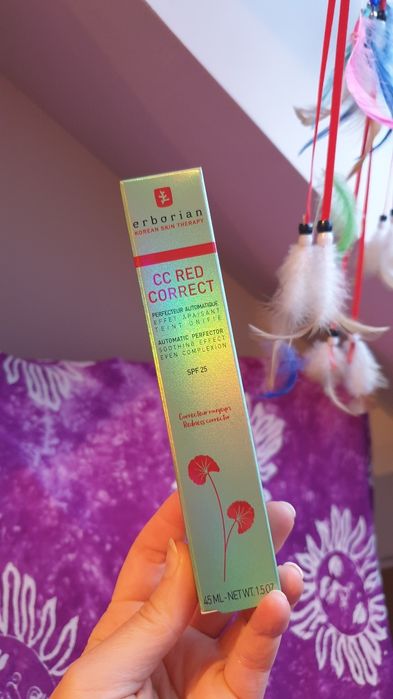 erborian
KOREAN SKIN THERAPY
CC RED
CORRECT
PERFECTEUR AUTOMATIQUE
EFFET APAISANT
TEINT UNIFIÉ
AUTOMATIC PERFECTOR
SOOTHING EFFECT
EVEN COMPLEXION
SPF 25
Correcteur rougeurs
Redness corrector
45 ML - NET WT. 1.5 OZ